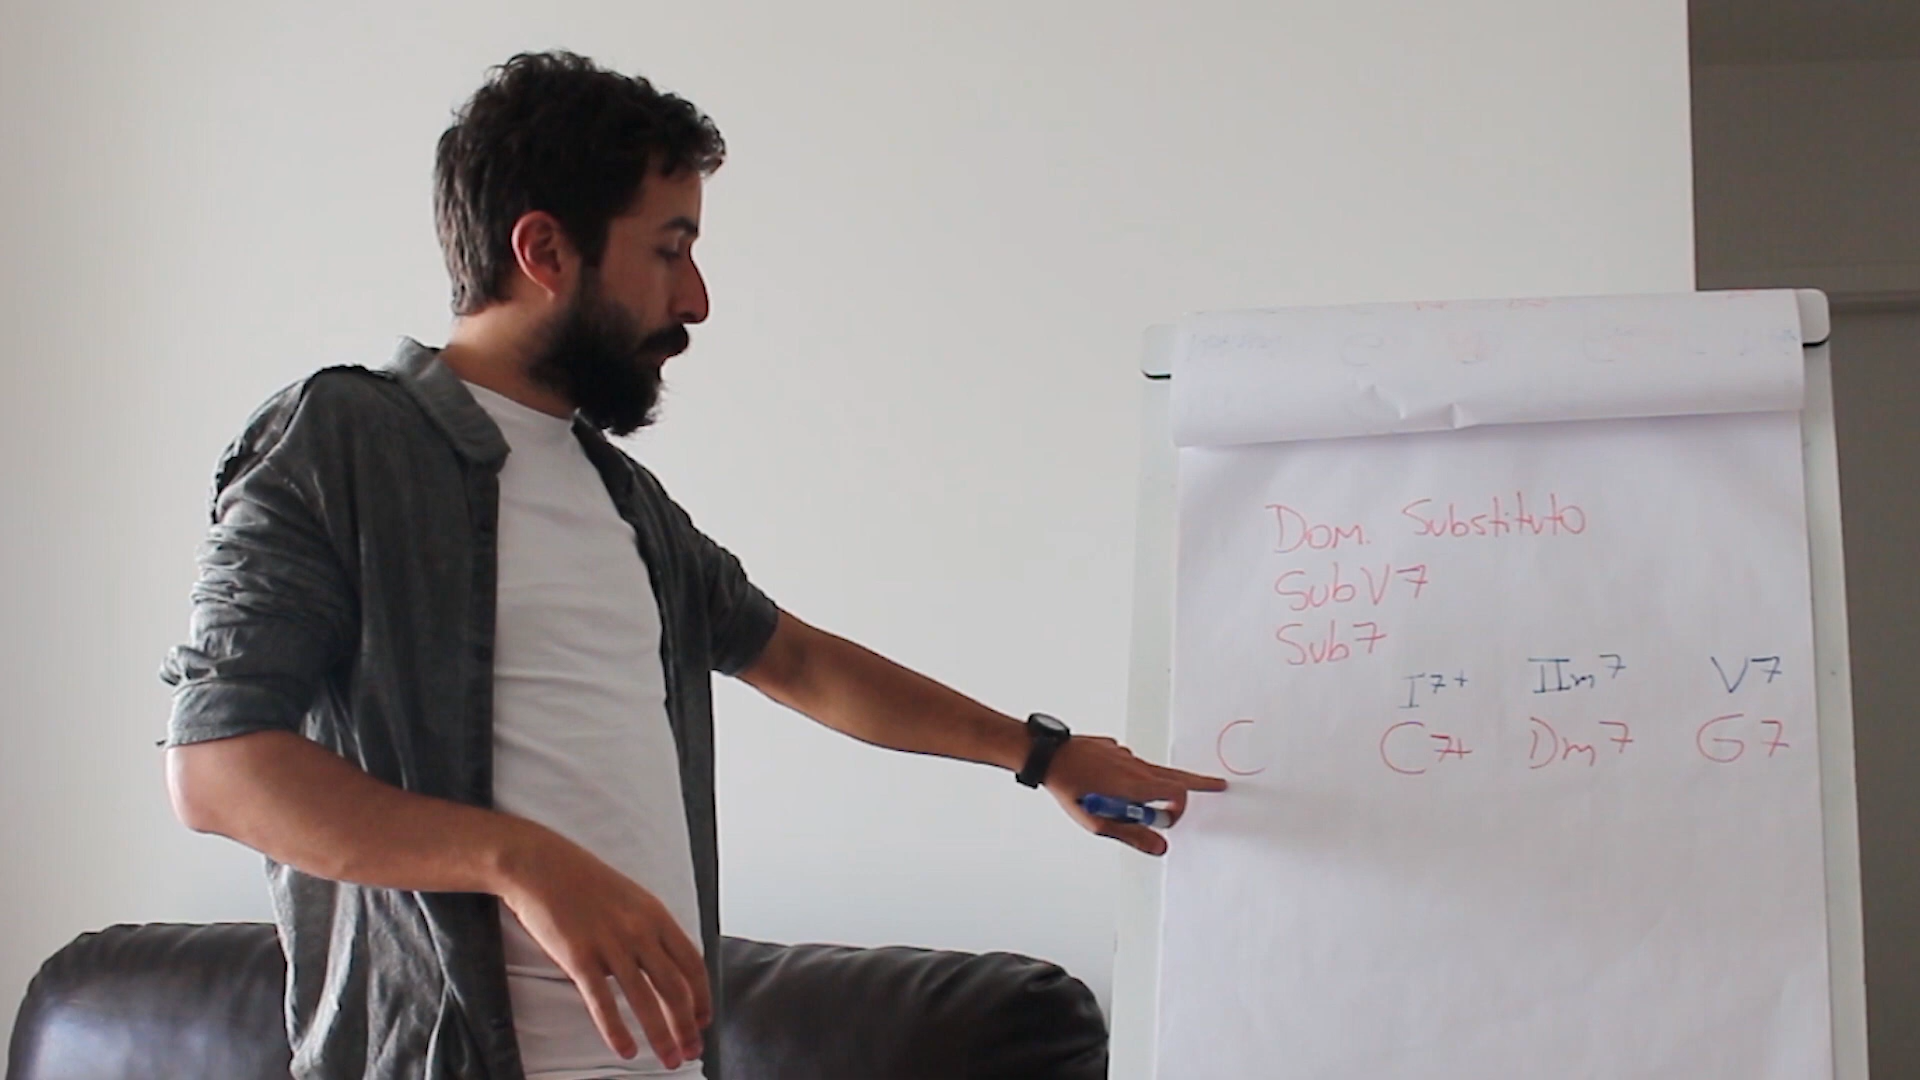 Dom. Substituto
SubV7
Sub7
I7+ IIm7 V7
C C7+ Dm7 G7